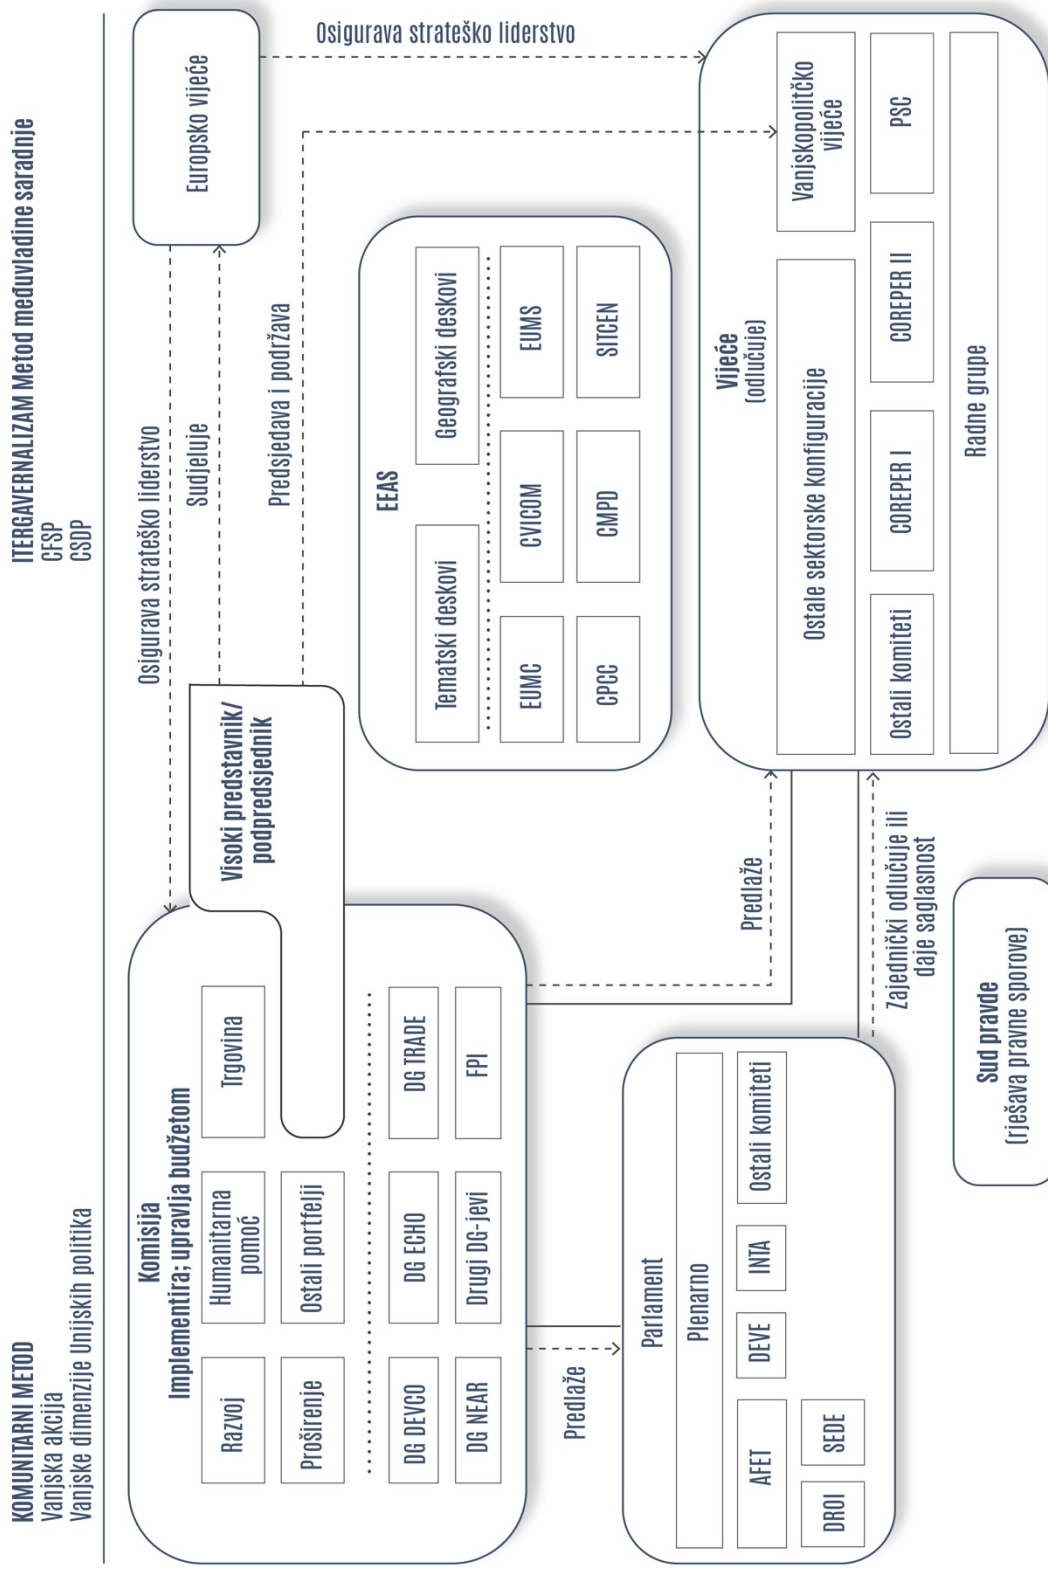 KOMUNITARNI METOD
Vanjska akcija
Vanjske dimenzije Unijskih politika
ITERGAVERNALIZAM Metod međuvladine saradnje
CFSP
CSDP
Komisija
Implementira; upravlja budžetom
Razvoj
Humanitarna
pomoć
Trgovina
Proširenje
Ostali portfelji
DG DEVCO
DG ECHO
DG TRADE
DG NEAR
Drugi DG-jevi
FPI
Visoki predstavnik/
podpredsjednik
Osigurava strateško liderstvo
Sudjeluje
Predsjedava i podržava
Europsko vijeće
Osigurava strateško liderstvo
EEAS
Tematski deskovi
Geografski deskovi
EUMC
CVICOM
EUMS
CPCC
CMPD
SITCEN
Predlaže
Predlaže
Parlament
Plenarno
AFET
DEVE
INTA
Ostali komiteti
DROI
SEDE
Zajednički odlučuje ili
daje saglasnost
Vijeće
(odlučuje)
Ostale sektorske konfiguracije
Vanjskopolitčko
vijeće
Ostali komiteti
COREPER I
COREPER II
PSC
Radne grupe
Sud pravde
(rješava pravne sporove)